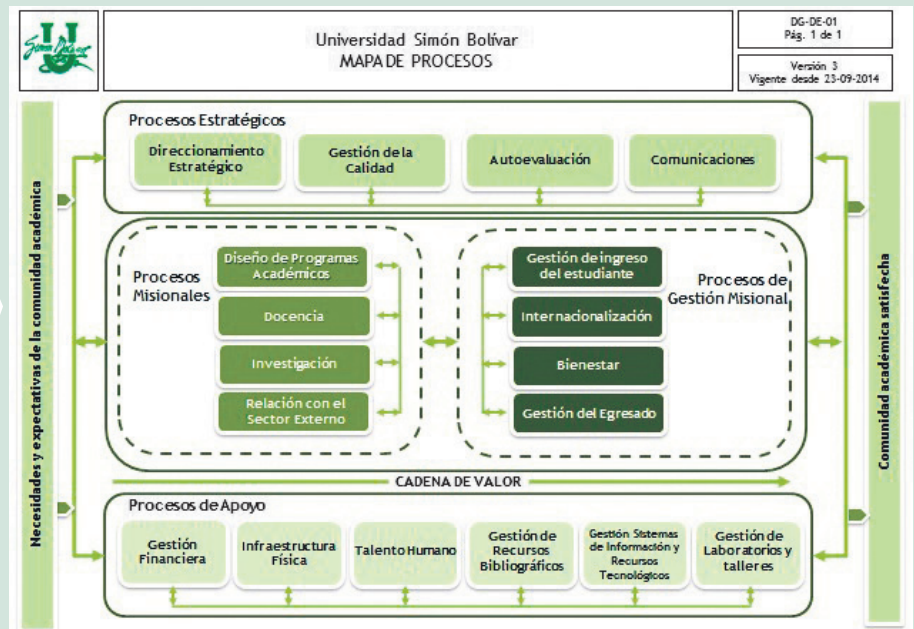 Simón Bolívar
U
Universidad Simón Bolívar
MAPA DE PROCESOS
DG-DE-01
Pág. 1 de 1
Versión 3
Vigente desde 23-09-2014
Necesidades y expectativas de la comunidad académica
Procesos Estratégicos
Direccionamiento
Estratégico
Gestión de la
Calidad
Autoevaluación
Comunicaciones
Procesos
Misionales
Diseño de Programas
Académicos
Docencia
Investigación
Relación con el
Sector Externo
Gestión de ingreso
del estudiante
Internacionalización
Bienestar
Gestión del Egresado
Procesos de
Gestión Misional
CADENA DE VALOR
Procesos de Apoyo
Gestión
Financiera
Infraestructura
Física
Talento Humano
Gestión de
Recursos
Bibliográficos
Gestión Sistemas
de Información y
Recursos
Tecnológicos
Gestión de
Laboratorios y
talleres
Comunidad académica satisfecha